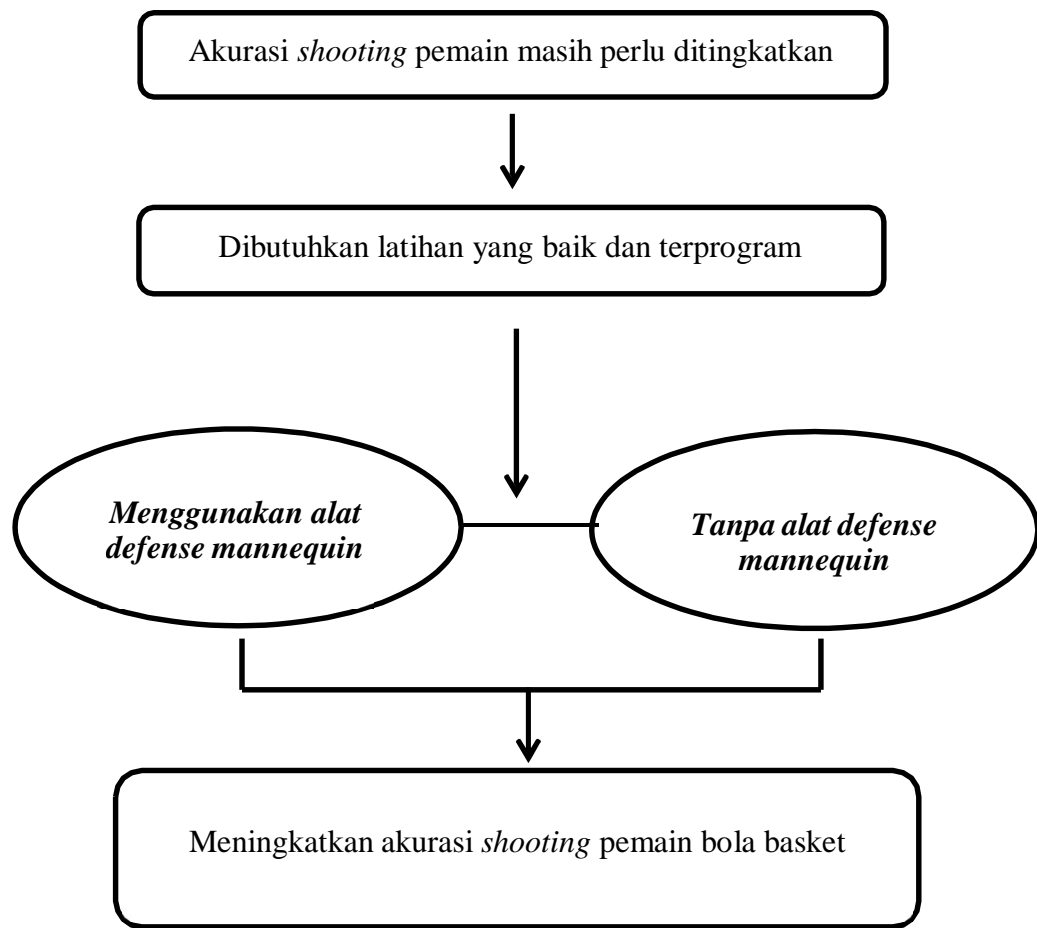 Akurasi shooting pemain masih perlu ditingkatkan
Dibutuhkan latihan yang baik dan terprogram
Menggunakan alat
defense mannequin
Tanpa alat defense
mannequin
Meningkatkan akurasi shooting pemain bola basket